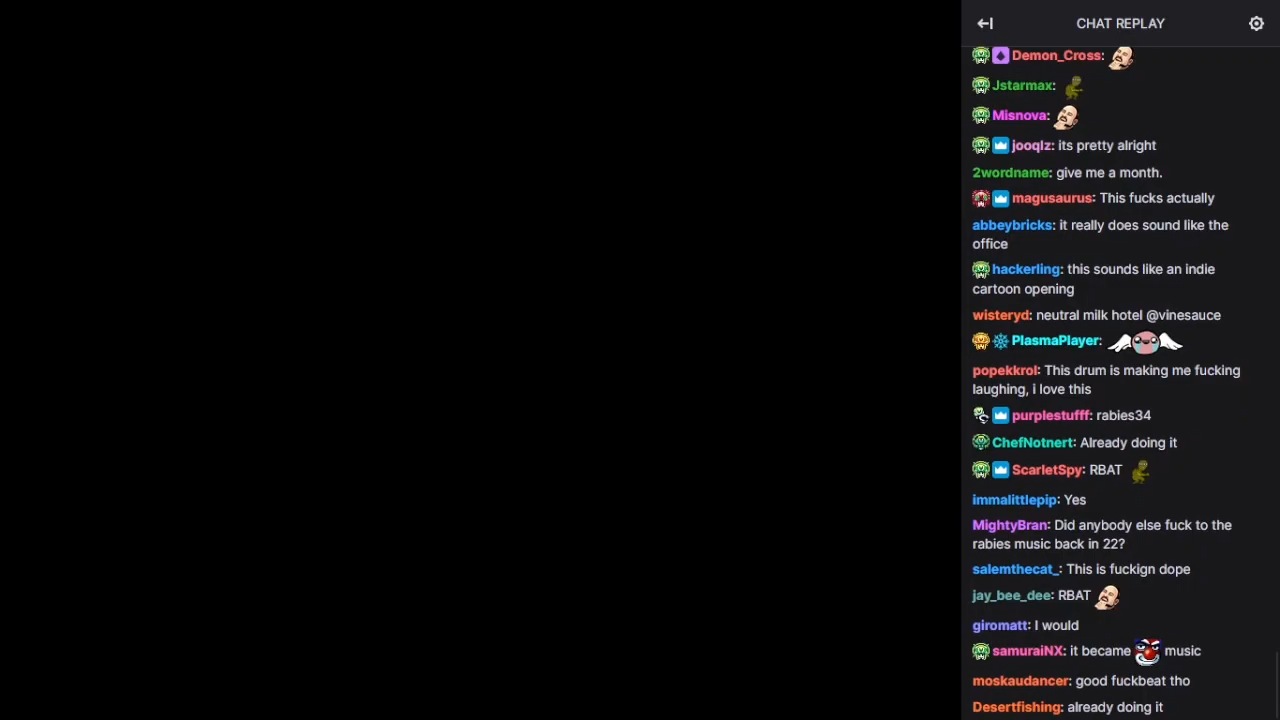 CHAT REPLAY
Demon_Cross:
Jstarmax:
Misnova:
jooqlz: its pretty alright
2wordname: give me a month.
magusaurus: This fucks actually
abbeybricks: it really does sound like the
office
hackerling: this sounds like an indie
cartoon opening
wisteryd: neutral milk hotel @vinesauce
PlasmaPlayer:
popekkrol: This drum is making me fucking
laughing, i love this
purplestufff: rabies34
ChefNotnert: Already doing it
ScarletSpy: RBAT
immalittlepip: Yes
MightyBran: Did anybody else fuck to the
rabies music back in 22?
salemthecat_: This is fuckign dope
jay_bee_dee: RBAT
giromatt: I would
samuraiNX: it became music
moskaudancer: good fuckbeat tho
Desertfishing: already doing it